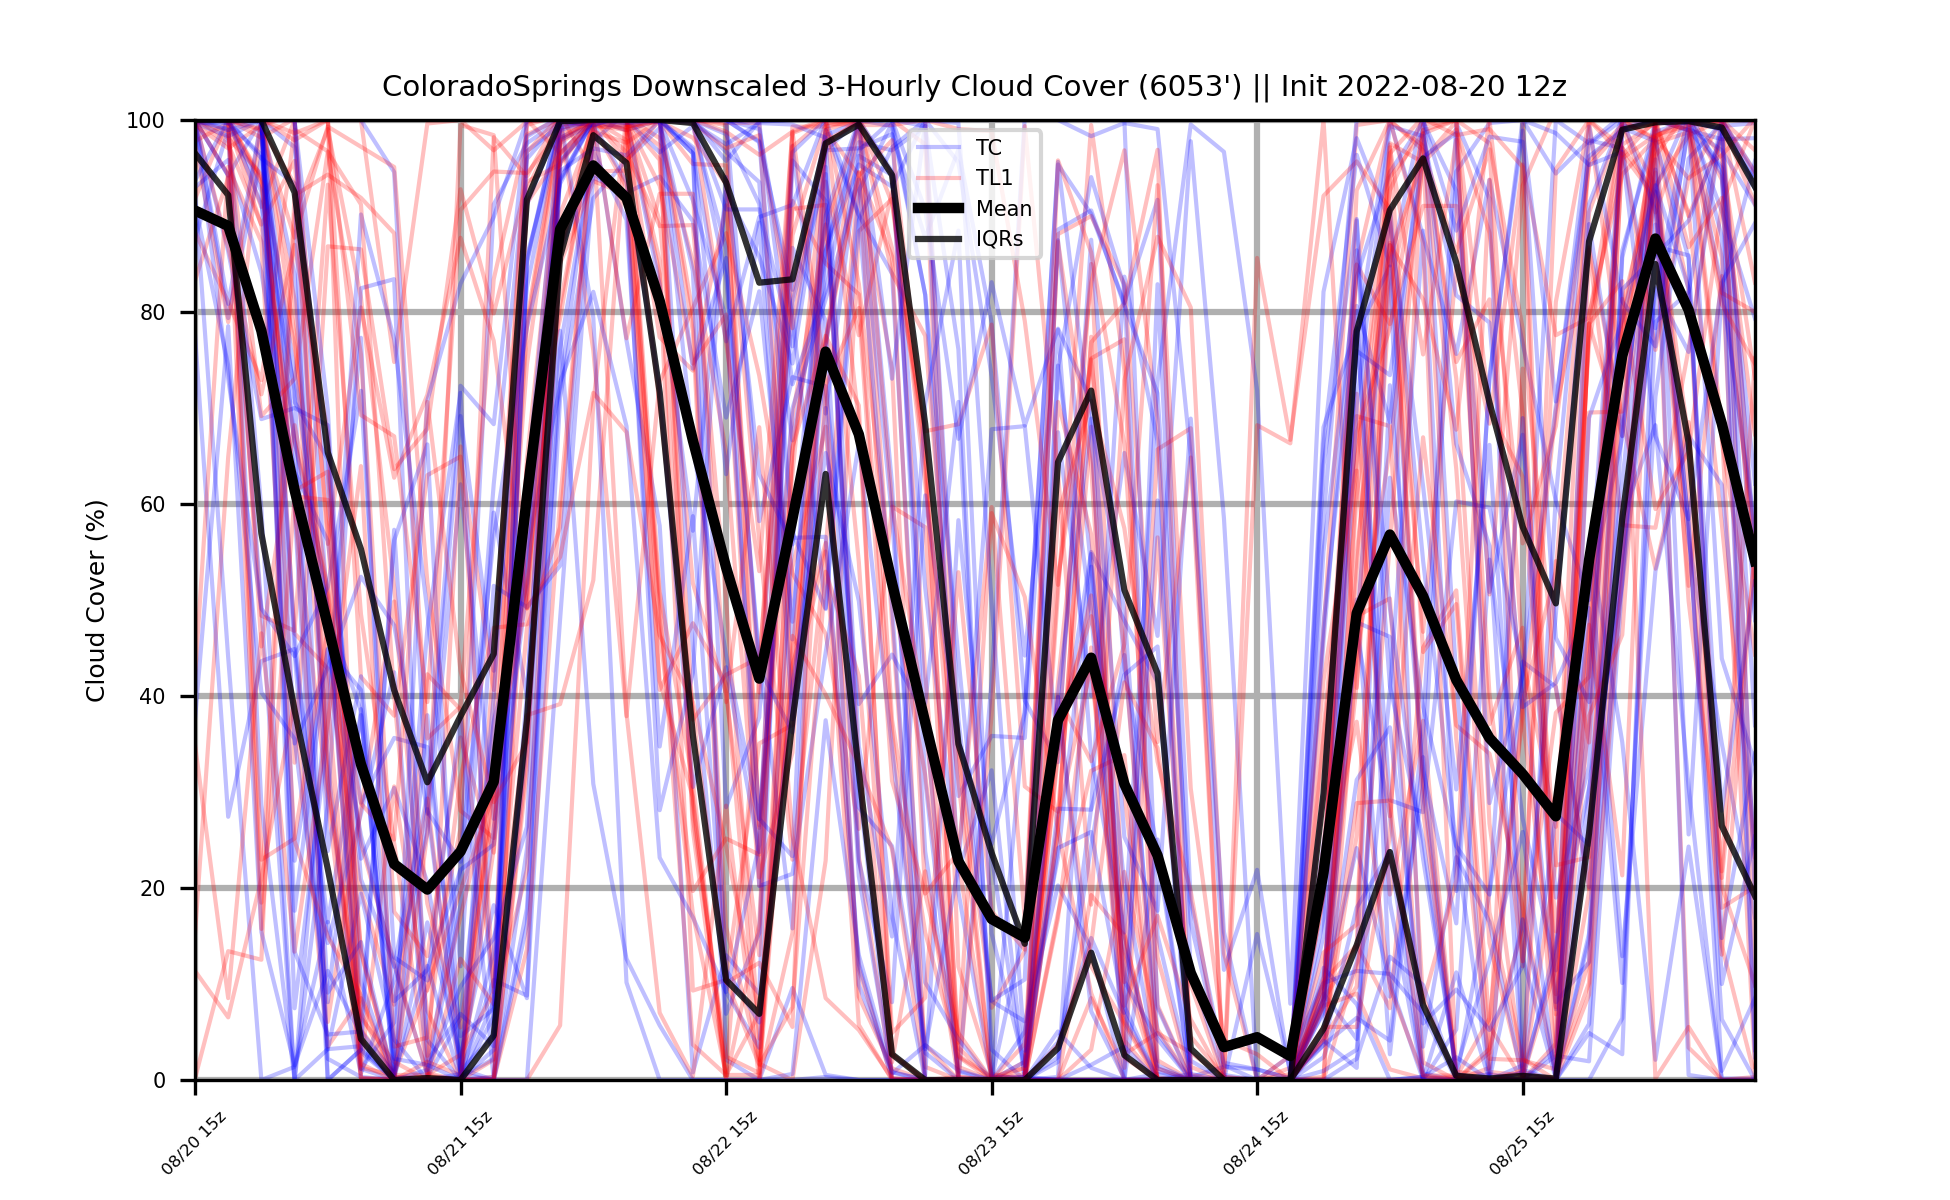 ColoradoSprings Downscaled 3-Hourly Cloud Cover (6053') || Init 2022-08-20 12z
TC
TL1
Mean
IQRs
Cloud Cover (%)
100
80
60
40
20
0
08/20 15z
08/21 15z
08/22 15z
08/23 15z
08/24 15z
08/25 15z